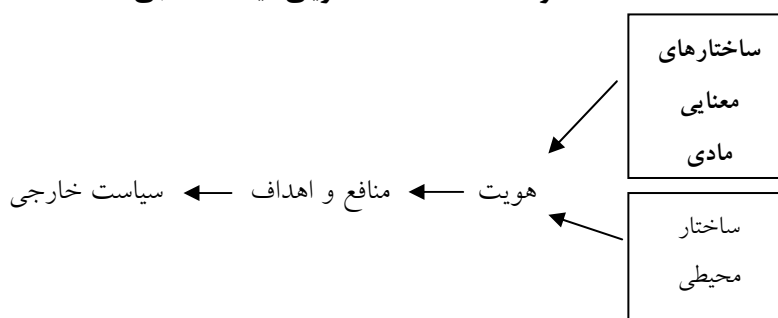 ساختارهای
معنایی
مادی
هویت
منافع و اهداف
سیاست خارجی
ساختار
محیطی